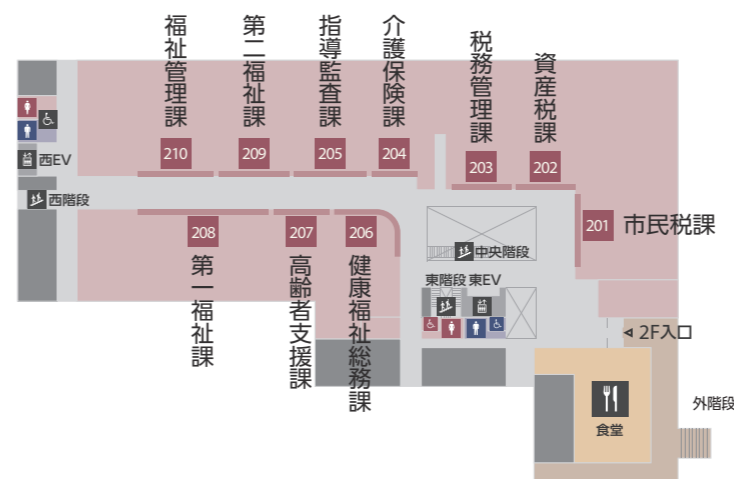 福祉管理課
第二福祉課
指導監査課
介護保険課
税務管理課
資産税課
210
209
205
204
203
202
西EV
西階段
208
207
206
201
市民税課
中央階段
第一福祉課
高齢者支援課
健康福祉総務課
東階段 東EV
2F入口
食堂
外階段